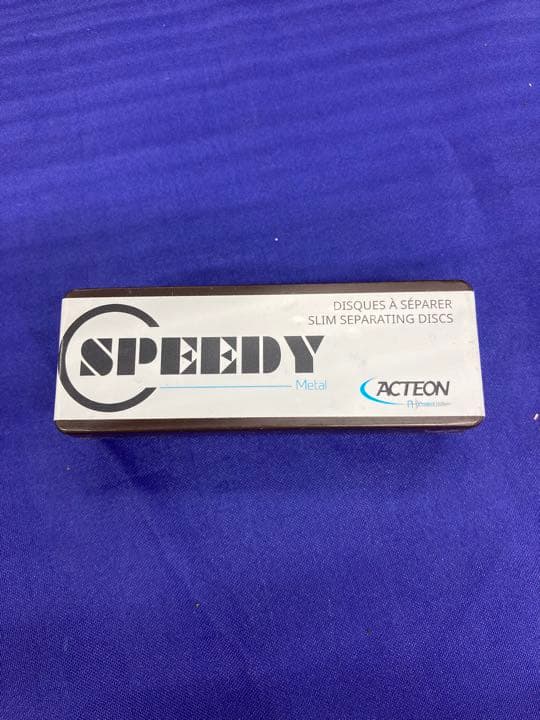 DISQUES À SÉPARER
SLIM SEPARATING DISCS
SPEEDY
Metal
ACTEON